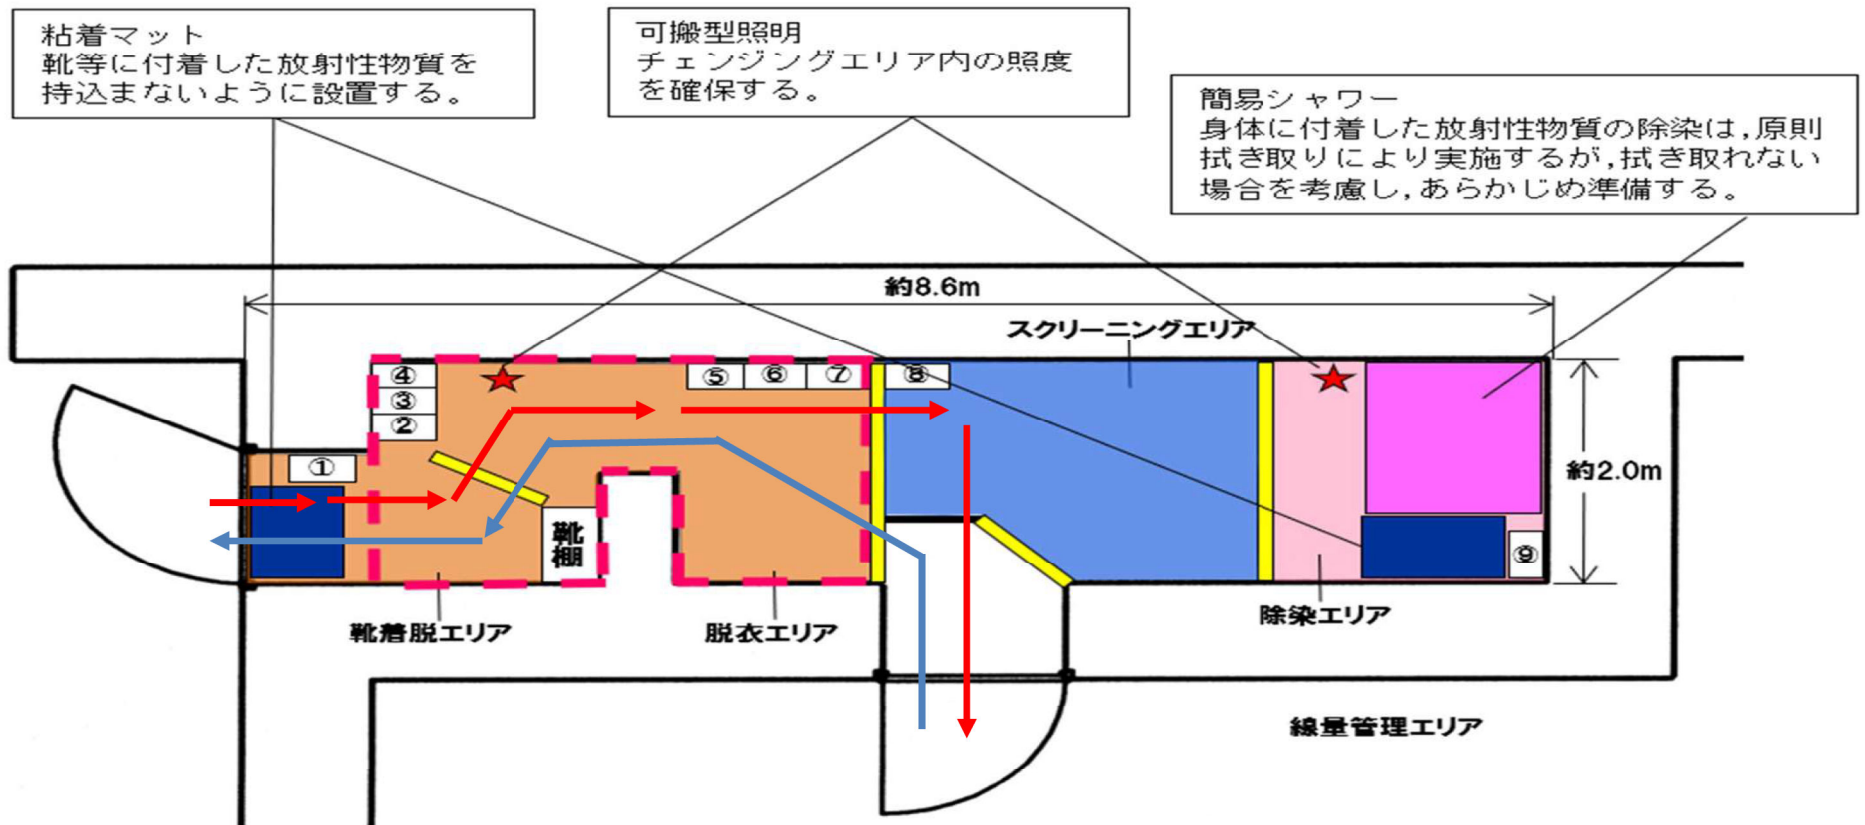 粘着マット
靴等に付着した放射性物質を
持込まないように設置する。
可搬型照明
チェンジングエリア内の照度
を確保する。
簡易シャワー
身体に付着した放射性物質の除染は,原則
拭き取りにより実施するが,拭き取れない
場合を考慮し,あらかじめ準備する。
約8.6m
スクリーニングエリア
④
③
②
①
⑤
⑥
⑦
⑧
約2.0m
靴棚
⑨
靴着脱エリア
脱衣エリア
除染エリア
線量管理エリア